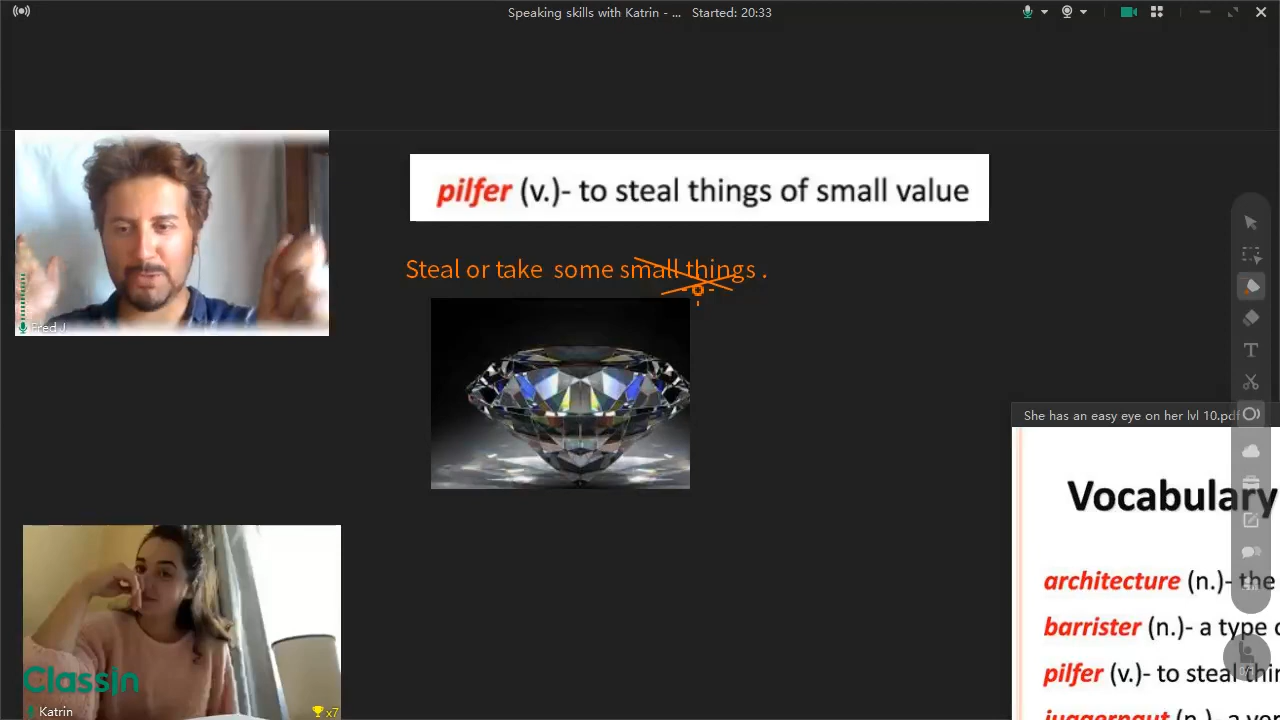 Speaking skills with Katrin - ... Started: 20:33
pilfer (v.)- to steal things of small value
Steal or take some small things .
Fred J
She has an easy eye on her lvl 10.pdf
Vocabulary
architecture (n.)- the
barrister (n.)- a type
pilfer (v.)- to steal
juggernaut (n.)- a
ClassIn
Katrin
x7